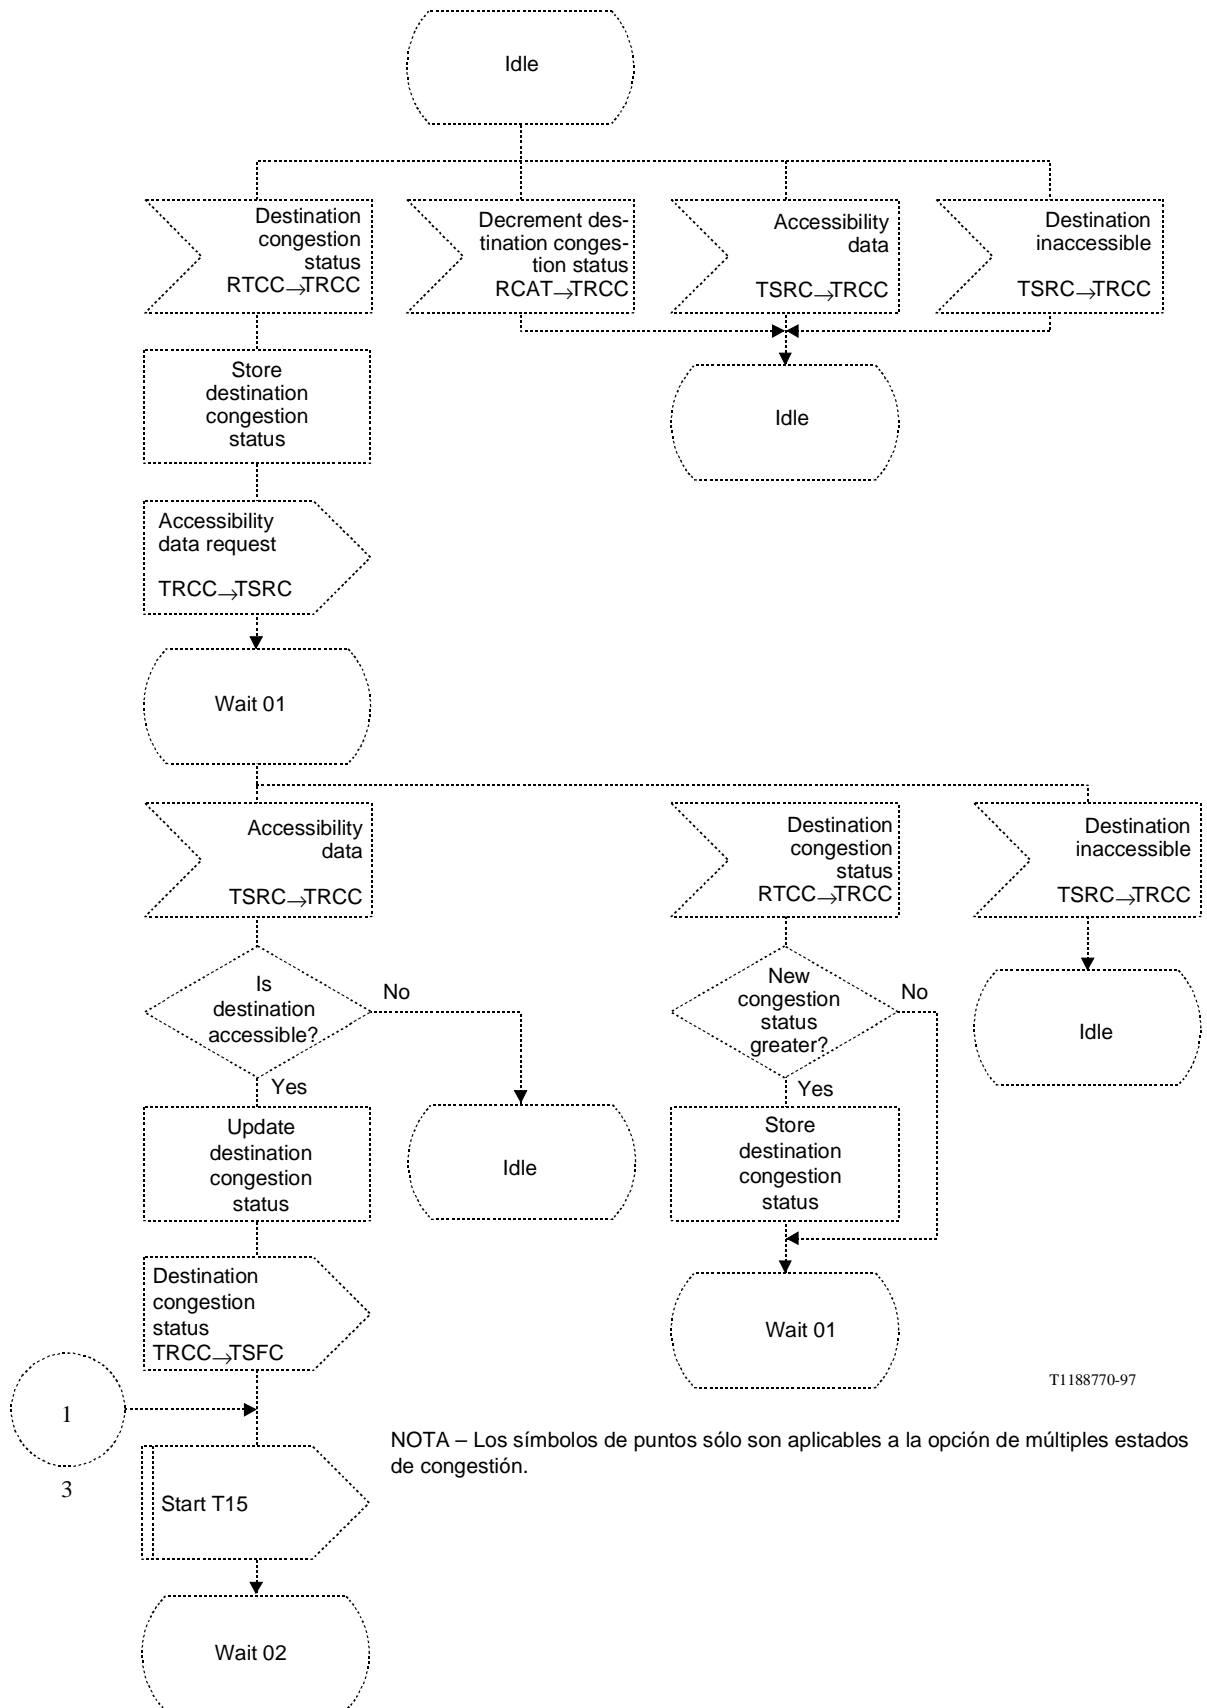 Idle
Destination
congestion
status
RTCC→TRCC
Decrement des-
tination conges-
tion status
RCAT→TRCC
Accessibility
data
TSRC→TRCC
Destination
inaccessible
TSRC→TRCC
Store
destination
congestion
status
Idle
Accessibility
data request
TRCC→TSRC
Wait 01
Accessibility
data
TSRC→TRCC
Destination
congestion
status
RTCC→TRCC
Destination
inaccessible
TSRC→TRCC
Is
destination
accessible?
No
Yes
New
congestion
status
greater?
No
Yes
Idle
Update
destination
congestion
status
Idle
Store
destination
congestion
status
Destination
congestion
status
TRCC→TSFC
Wait 01
T1188770-97
1
3
NOTA – Los símbolos de puntos sólo son aplicables a la opción de múltiples estados
de congestión.
Start T15
Wait 02